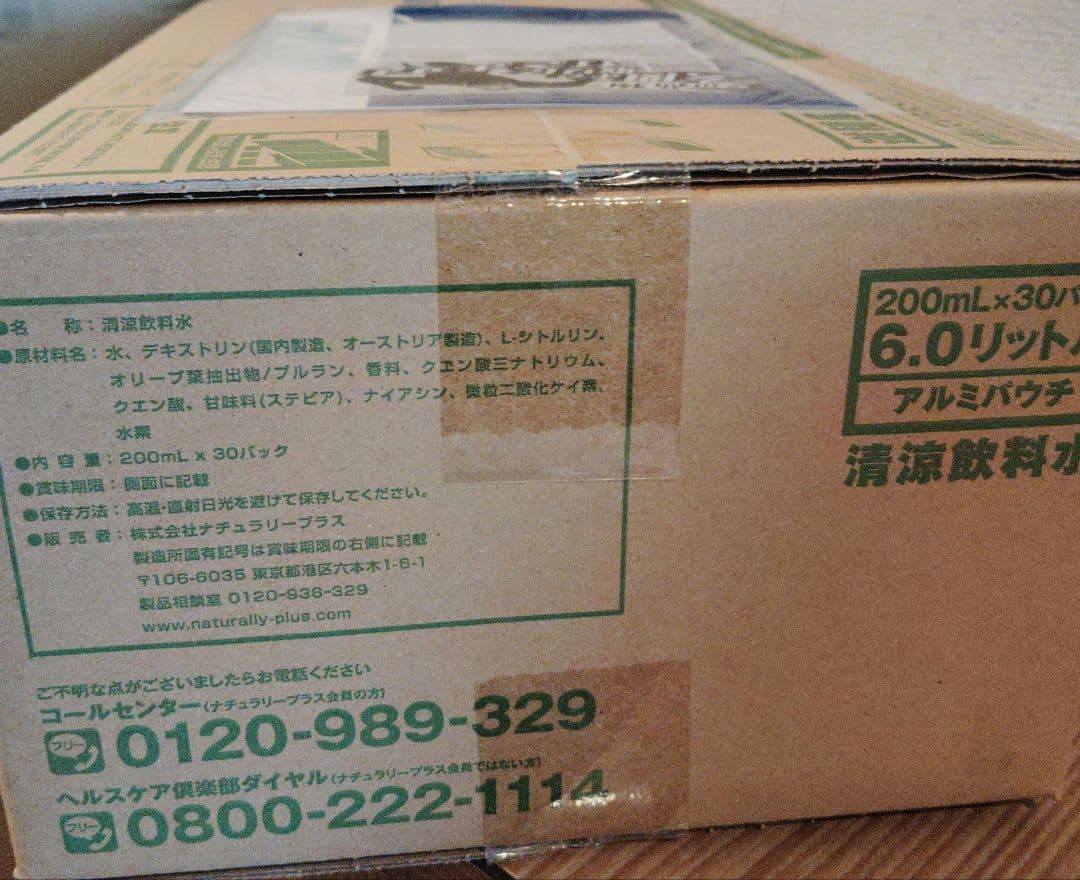 ●名 称：清涼飲料水
●原材料名：水、デキストリン(国内製造、オーストリア製造)、L-シトルリン、
オリーブ葉抽出物/プルラン、香料、クエン酸三ナトリウム、
クエン酸、甘味料(ステビア)、ナイアシン、微粒二酸化ケイ素、
水素
●内 容 量：200mL x 30パック
●賞味期限：側面に記載
●保存方法：高温・直射日光を避けて保存してください。
●販 売 者：株式会社ナチュラリープラス
製造所固有記号は賞味期限の右側に記載
〒106-6035 東京都港区六本木1-6-1
製品相談室 0120-936-329
www.naturally-plus.com
ご不明な点がございましたらお電話ください
コールセンター(ナチュラリープラス会員の方)
フリー 0120-989-329
ヘルスケア倶楽部ダイヤル(ナチュラリープラス会員ではない方)
フリー 0800-222-1114
200mL×30パ
6.0リット
アルミパウチ
清涼飲料水